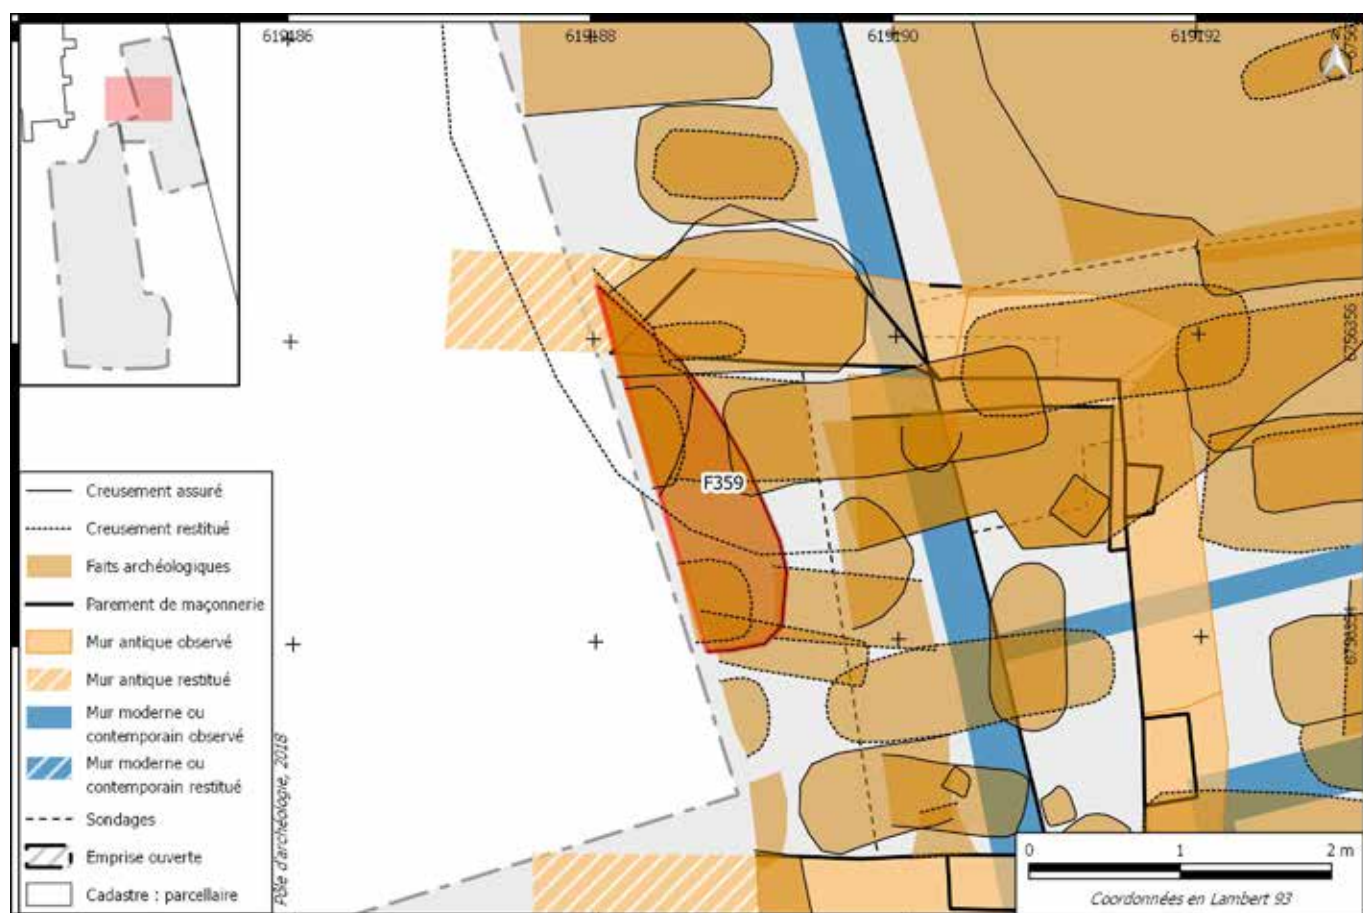 619186
619188
619190
619192
N
6756356
F359
Creusement assuré
Creusement restitué
Faits archéologiques
Parement de maçonnerie
Mur antique observé
Mur antique restitué
Mur moderne ou
contemporain observé
Mur moderne ou
contemporain restitué
Sondages
Emprise ouverte
Cadastre : parcellaire
Pôle d'archéologie, 2018
0 1 2 m
Coordonnées en Lambert 93